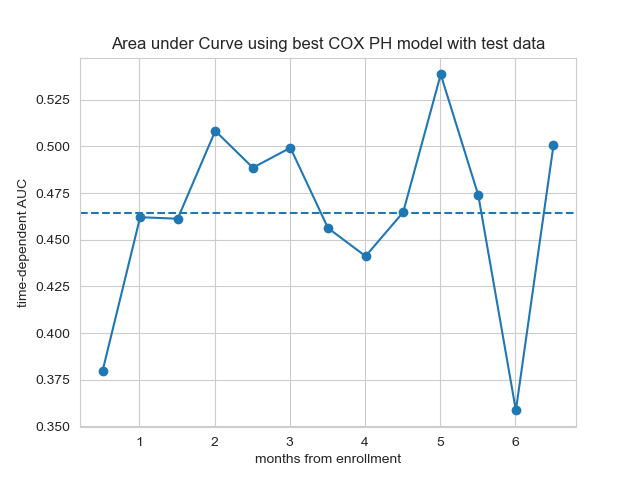 Area under Curve using best COX PH model with test data
time-dependent AUC
0.525
0.500
0.475
0.450
0.425
0.400
0.375
0.350
1 2 3 4 5 6
months from enrollment